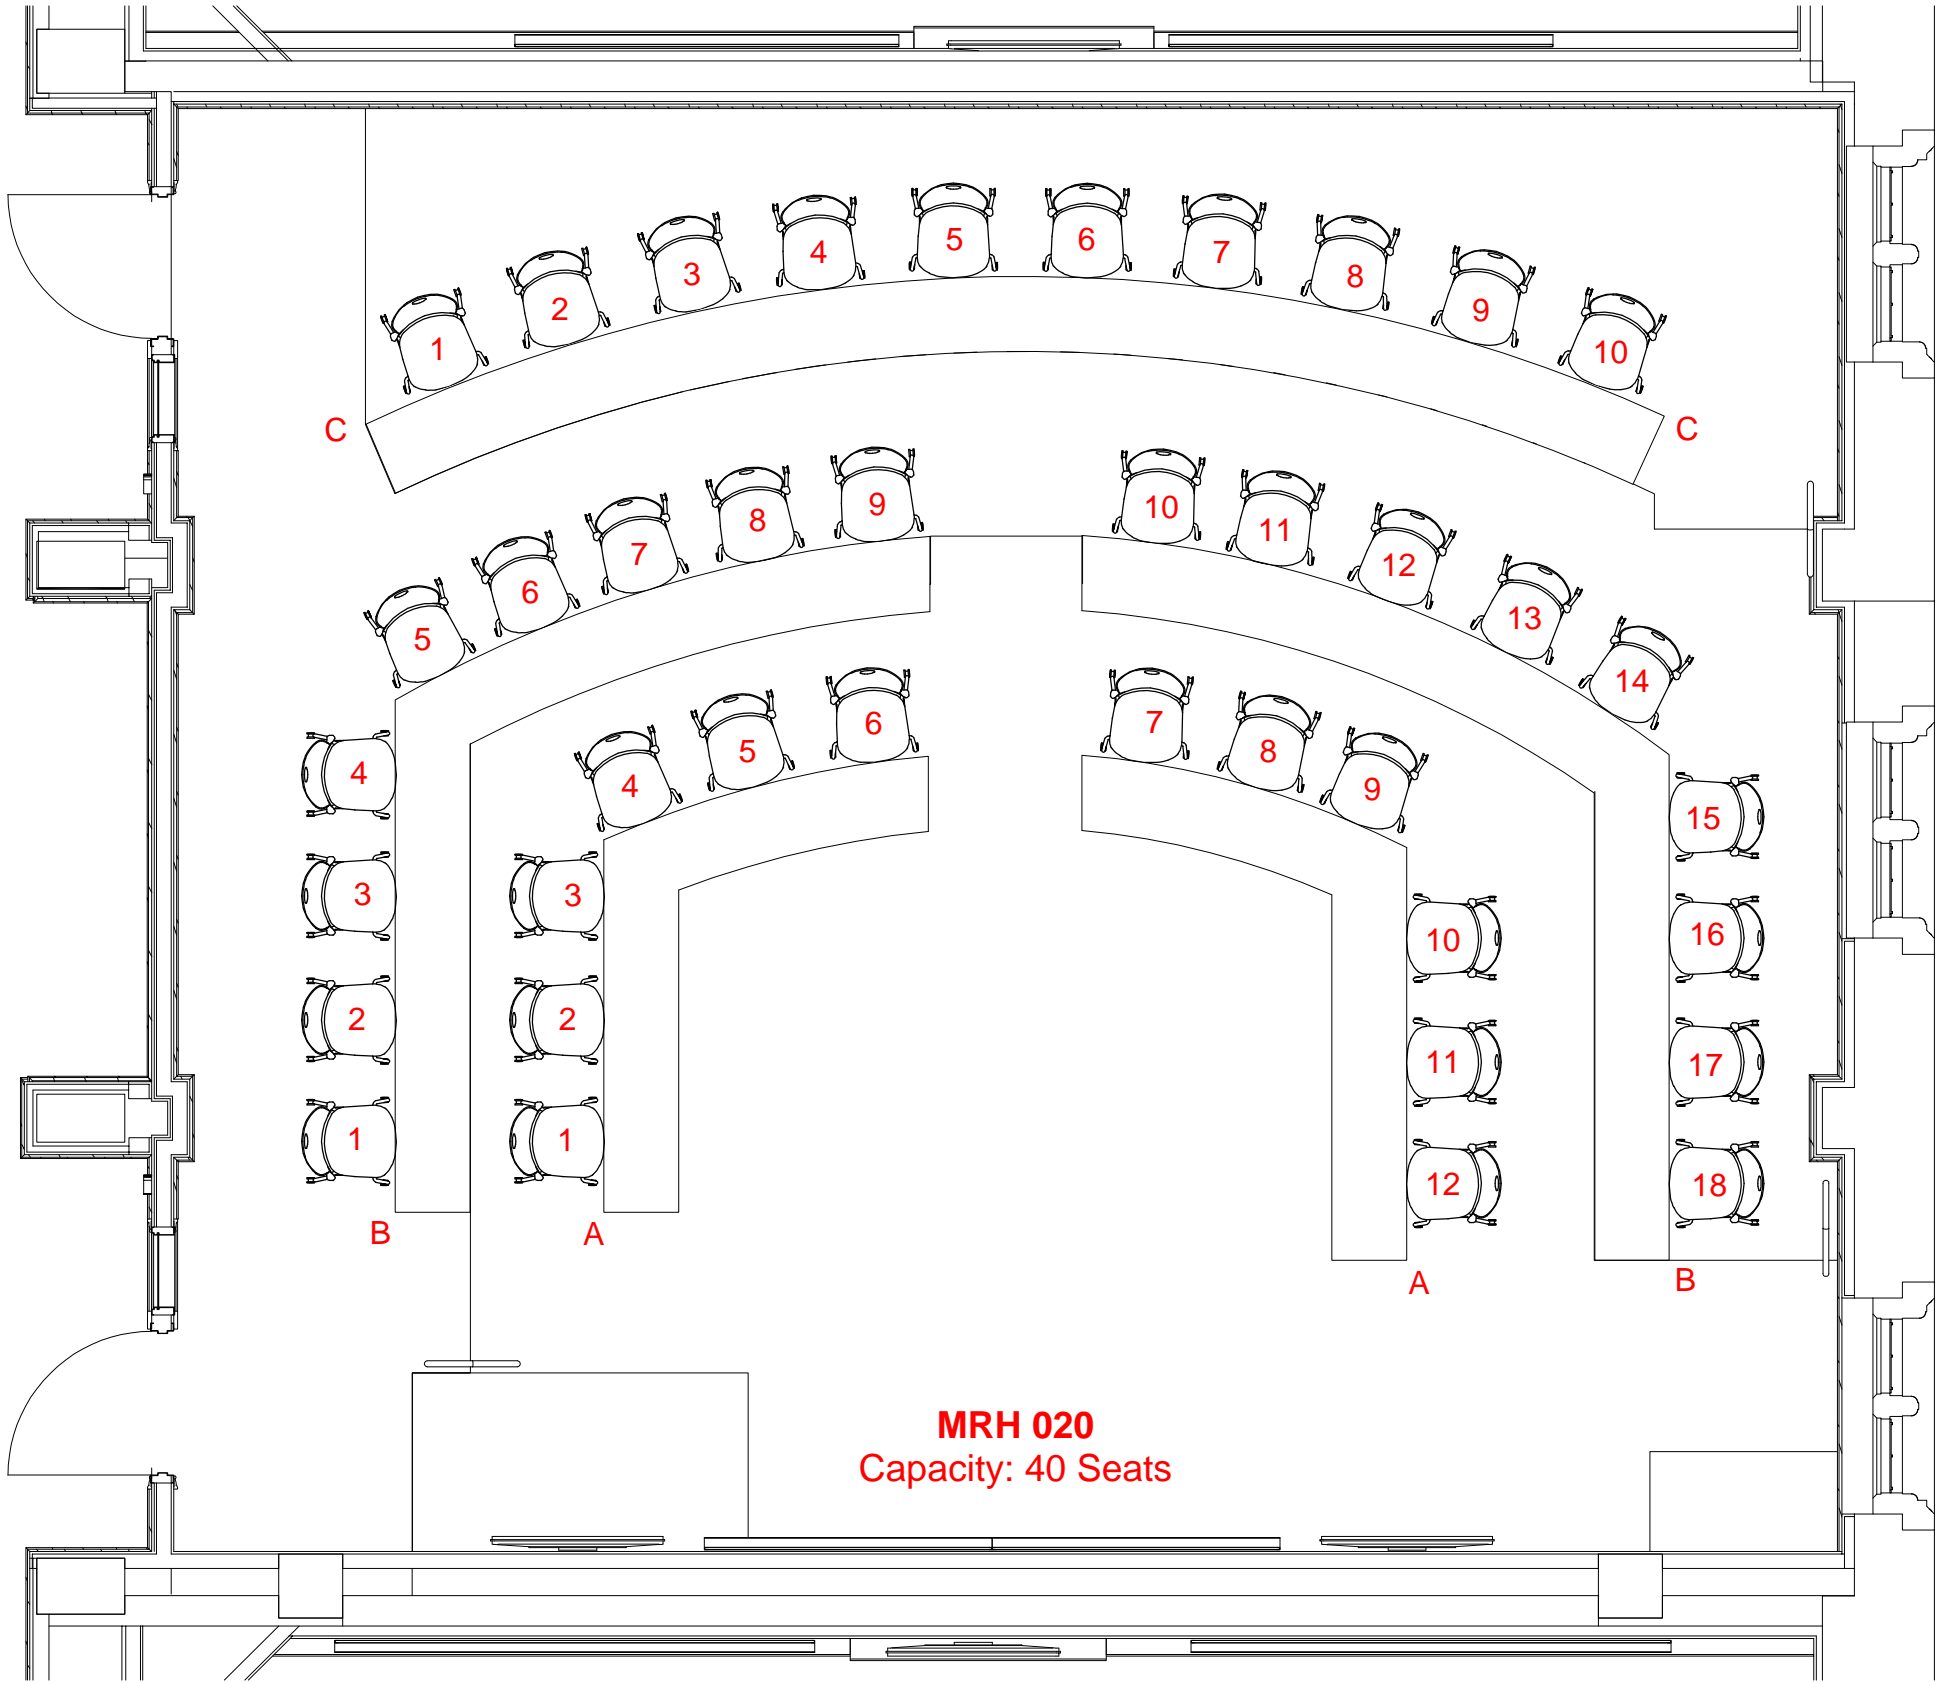 1 2 3 4 5 6 7 8 9 10
C C
5 6 7 8 9 10 11 12 13 14
4 5 6 7 8 9
4 15
3 3 10 16
2 2 11 17
1 1 12 18
B A A B
MRH 020
Capacity: 40 Seats